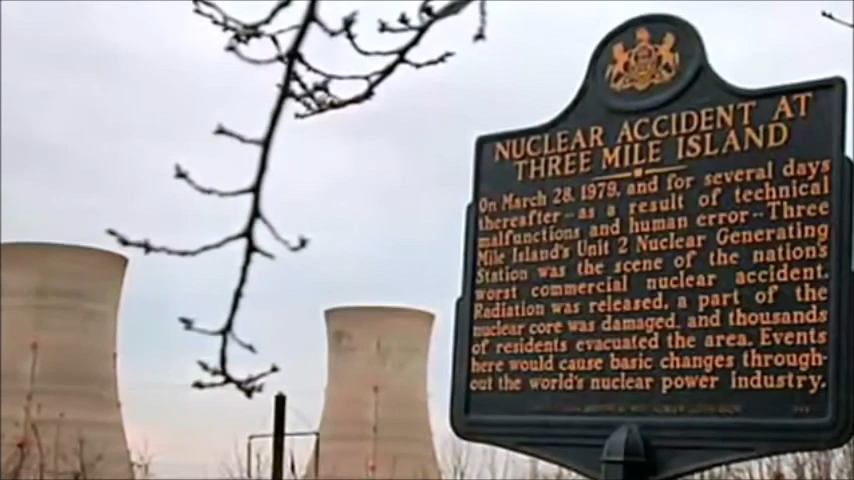 NUCLEAR ACCIDENT AT
THREE MILE ISLAND
On March 28, 1979, and for several days
thereafter--as a result of technical
malfunctions and human error--Three
Mile Island's Unit 2 Nuclear Generating
Station was the scene of the nation's
worst commercial nuclear accident.
Radiation was released, a part of the
nuclear core was damaged, and thousands
of residents evacuated the area. Events
here would cause basic changes through-
out the world's nuclear power industry.